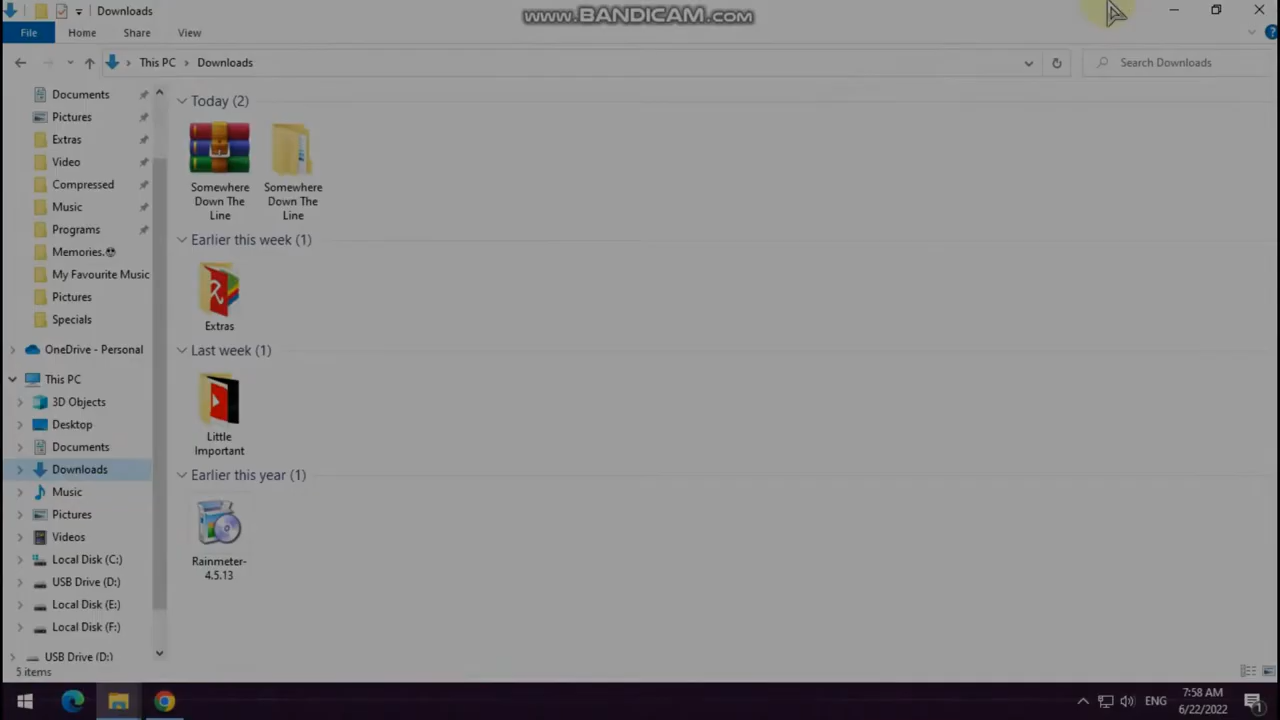 Downloads
www.BANDICAM.com
File
Home
Share
View
This PC
Downloads
Search Downloads
Documents
Pictures
Extras
Video
Compressed
Music
Programs
Memories.
My Favourite Music
Pictures
Specials
OneDrive - Personal
This PC
3D Objects
Desktop
Documents
Downloads
Music
Pictures
Videos
Local Disk (C:)
USB Drive (D:)
Local Disk (E:)
Local Disk (F:)
USB Drive (D:)
Today (2)
Somewhere
Down The
Line
Somewhere
Down The
Line
Earlier this week (1)
Extras
Last week (1)
Little
Important
Earlier this year (1)
Rainmeter-
4.5.13
5 items
ENG
7:58 AM
6/22/2022
1